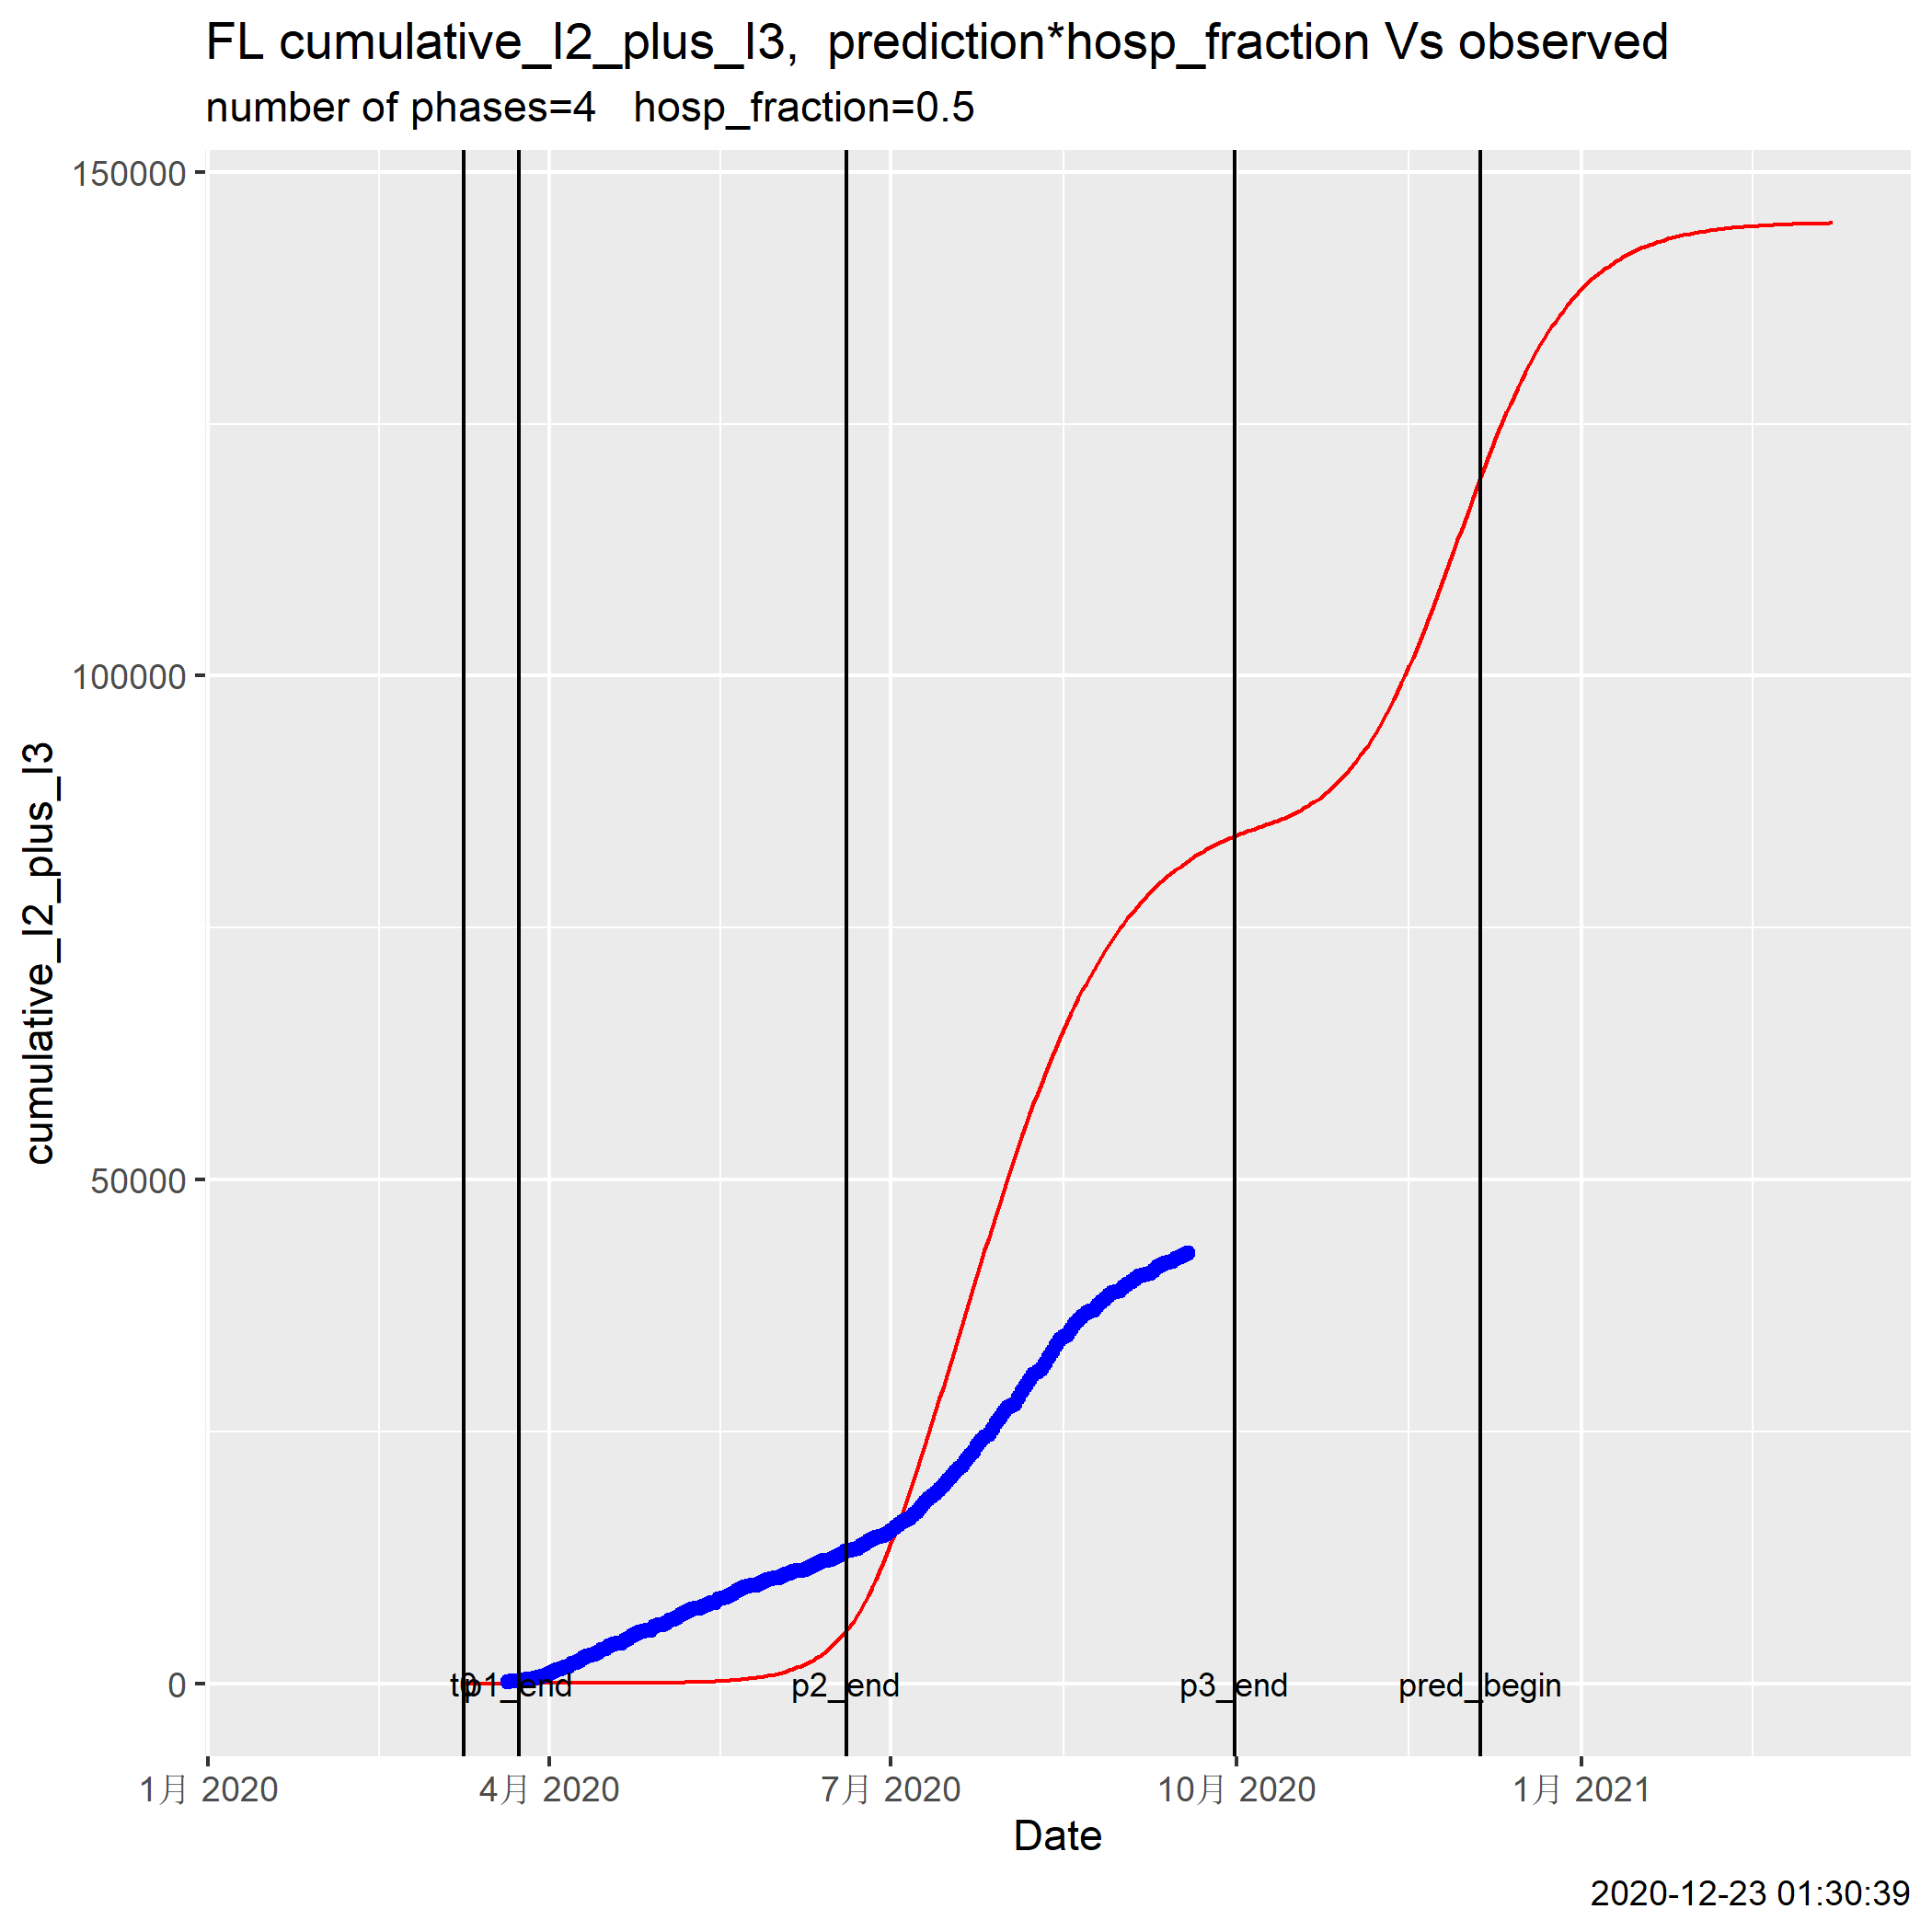 FL cumulative_I2_plus_I3,  prediction*hosp_fraction Vs observed
number of phases=4   hosp_fraction=0.5
150000
100000
50000
0
cumulative_I2_plus_I3
t0
p1_end
p2_end
p3_end
pred_begin
1月 2020
4月 2020
7月 2020
10月 2020
1月 2021
Date
2020-12-23 01:30:39